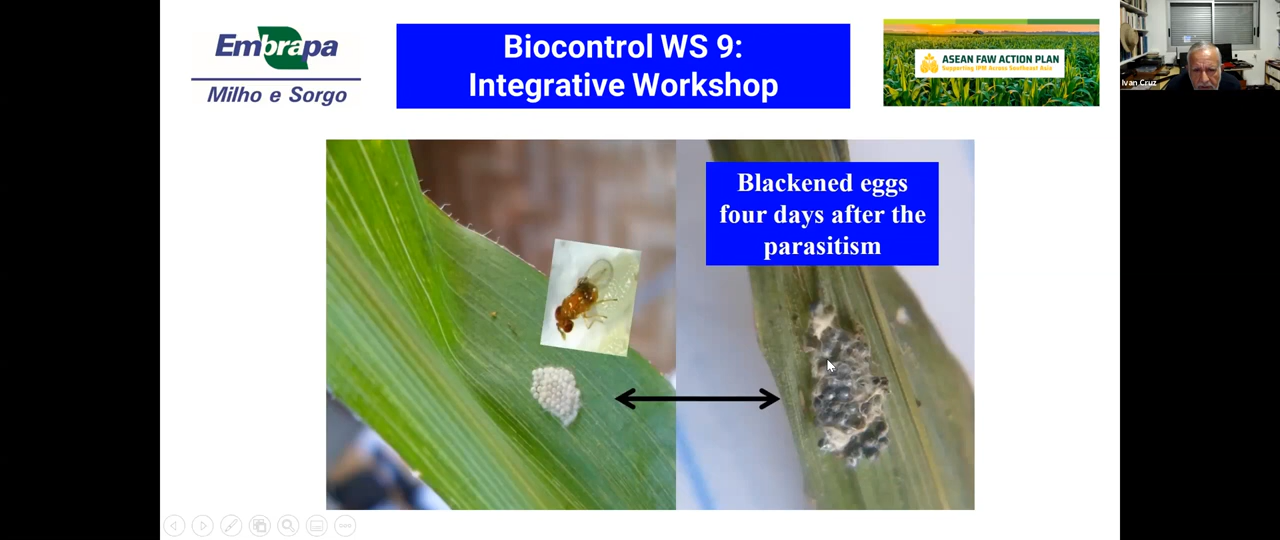 Embrapa
Milho e Sorgo
Biocontrol WS 9:
Integrative Workshop
ASEAN FAW ACTION PLAN
Supporting IPM Across Southeast Asia
Ivan Cruz
Blackened eggs
four days after the
parasitism